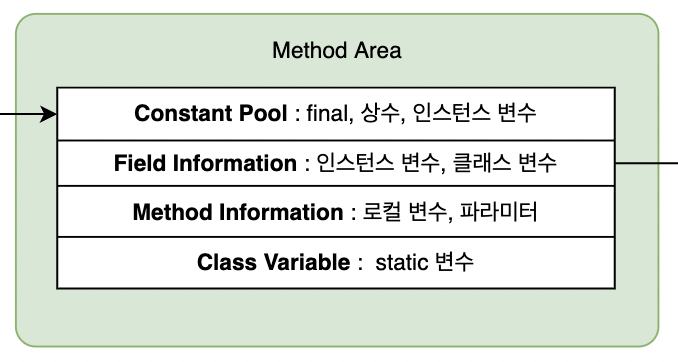 Method Area
Constant Pool : final, 상수, 인스턴스 변수
Field Information : 인스턴스 변수, 클래스 변수
Method Information : 로컬 변수, 파라미터
Class Variable :  static 변수